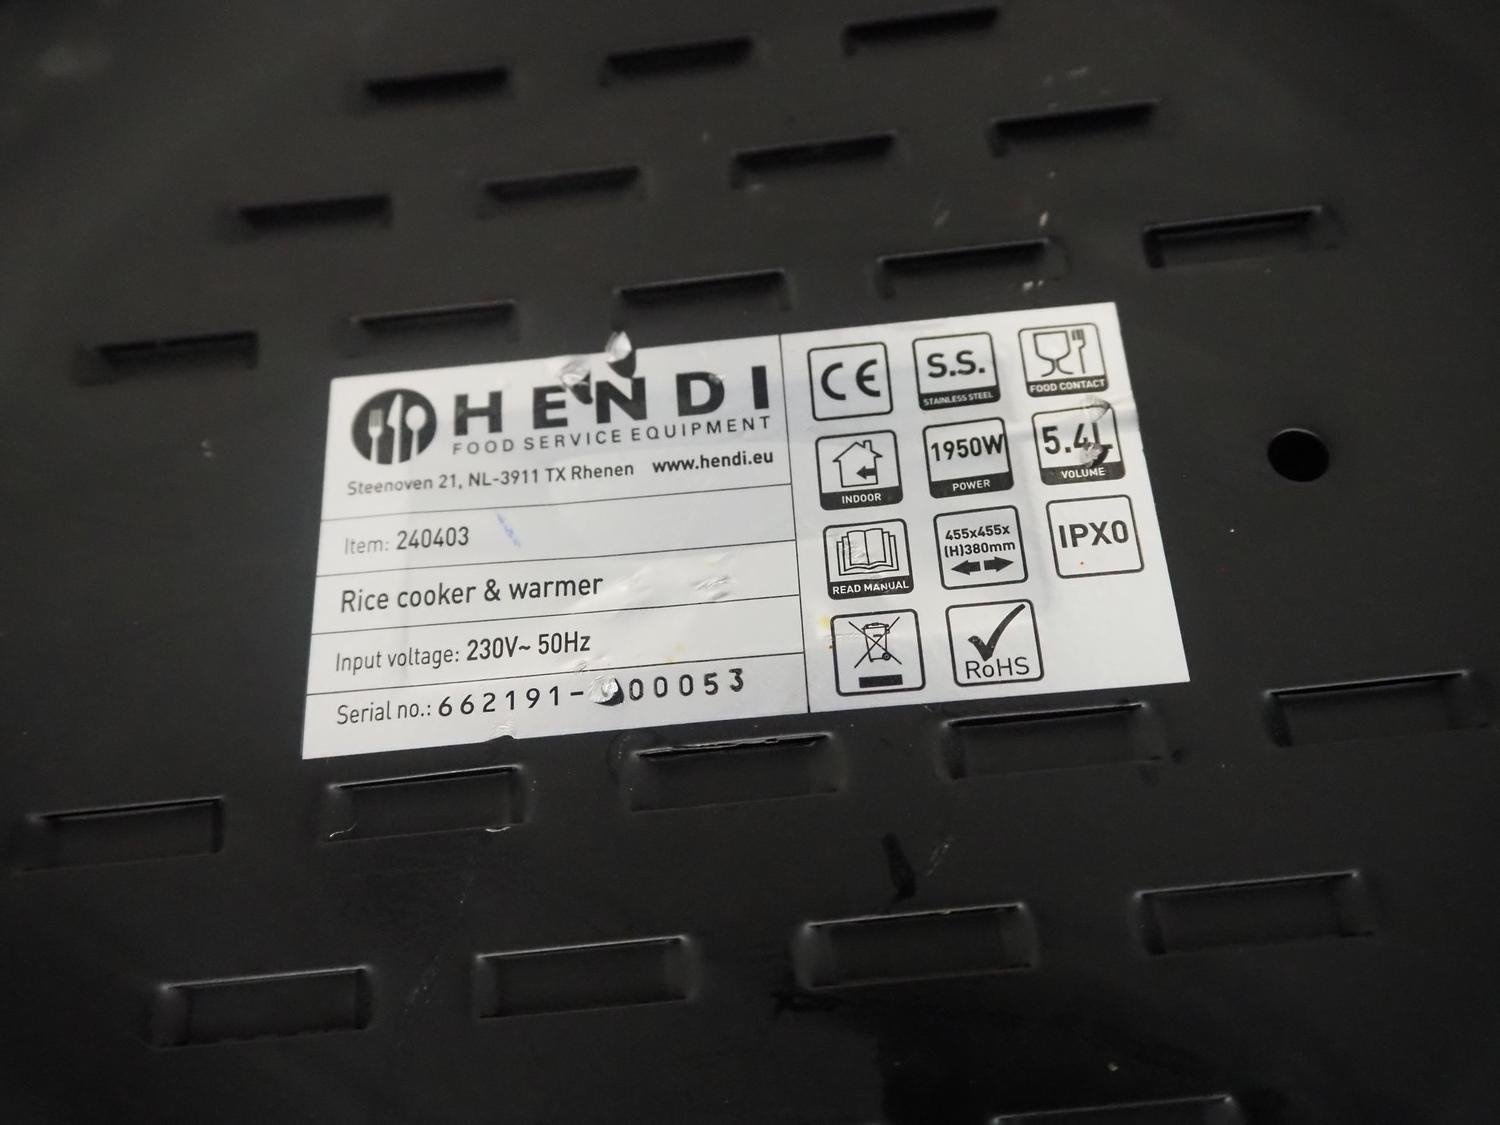 HENDI
FOOD SERVICE EQUIPMENT
Steenoven 21, NL-3911 TX Rhenen www.hendi.eu
Item: 240403
Rice cooker & warmer
Input voltage: 230V~ 50Hz
Serial no.:
CE
S.S.
STAINLESS STEEL
FOOD CONTACT
INDOOR
1950W
POWER
5.4L
VOLUME
READ MANUAL
455x455x
(H)380mm
IPX0
RoHS